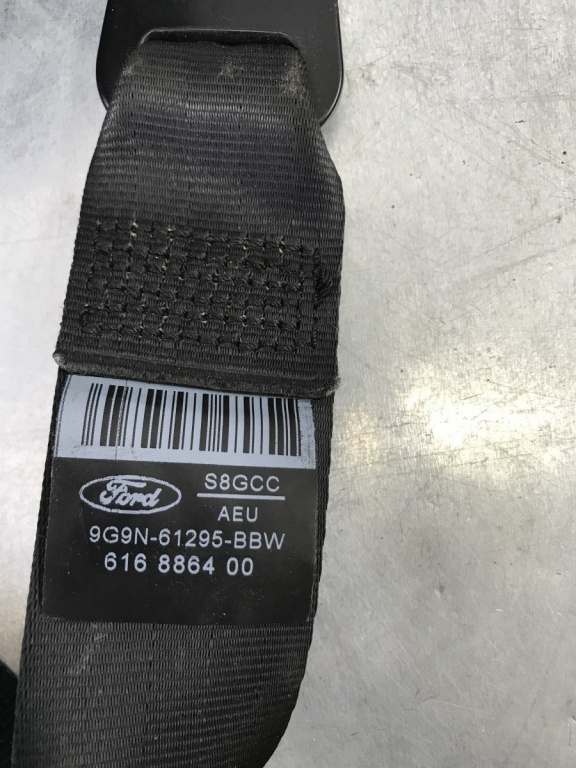 Ford
S8GCC
AEU
9G9N-61295-BBW
616 8864 00